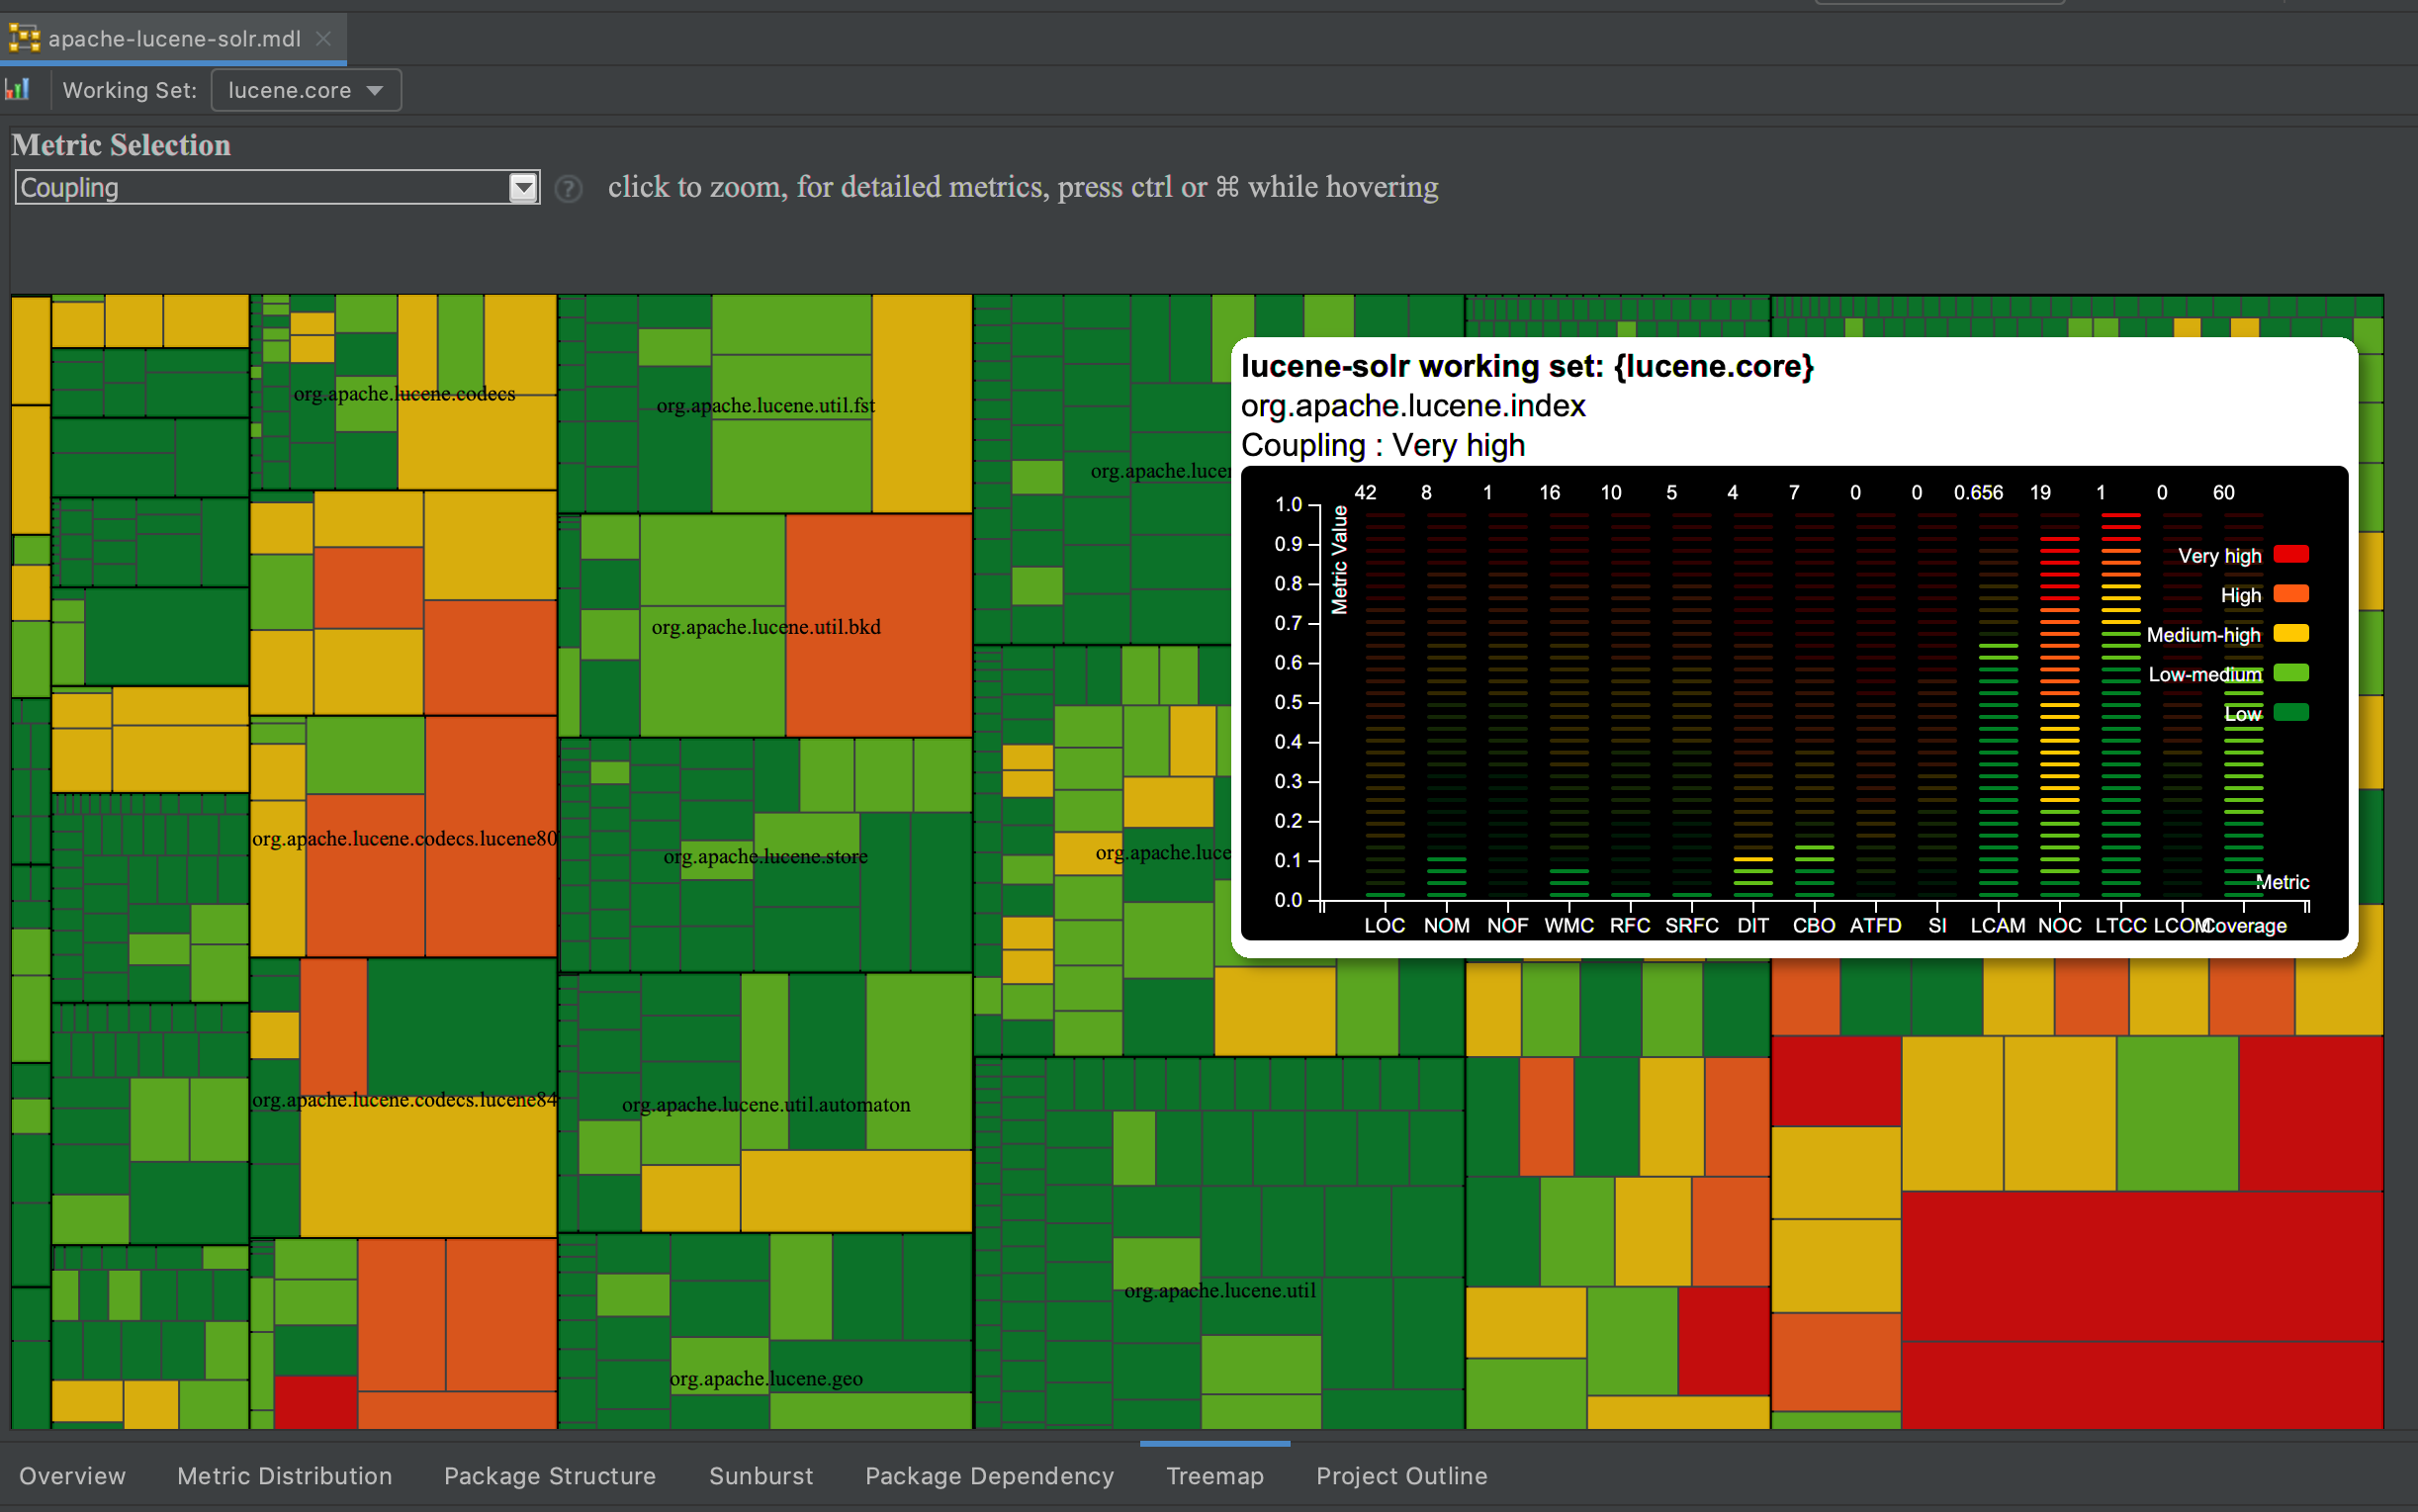 apache-lucene-solr.mdl
Working Set: lucene.core
Metric Selection
Coupling ? click to zoom, for detailed metrics, press ctrl or ⌘ while hovering
org.apache.lucene.codecs
org.apache.lucene.util.fst
org.apache.lucene.util.bkd
org.apache.lucene.codecs.lucene80
org.apache.lucene.store
org.apache.lucene.codecs.lucene84
org.apache.lucene.util.automaton
org.apache.lucene.util
org.apache.lucene.geo
lucene-solr working set: {lucene.core}
org.apache.lucene.index
Coupling : Very high
42 8 1 16 10 5 4 7 0 0 0.656 19 1 0 60
Metric Value
1.0
0.9
0.8
0.7
0.6
0.5
0.4
0.3
0.2
0.1
0.0
Very high
High
Medium-high
Low-medium
Low
Metric
LOC NOM NOF WMC RFC SRFC DIT CBO ATFD SI LCAM NOC LTCC LCOM Coverage
Overview Metric Distribution Package Structure Sunburst Package Dependency Treemap Project Outline